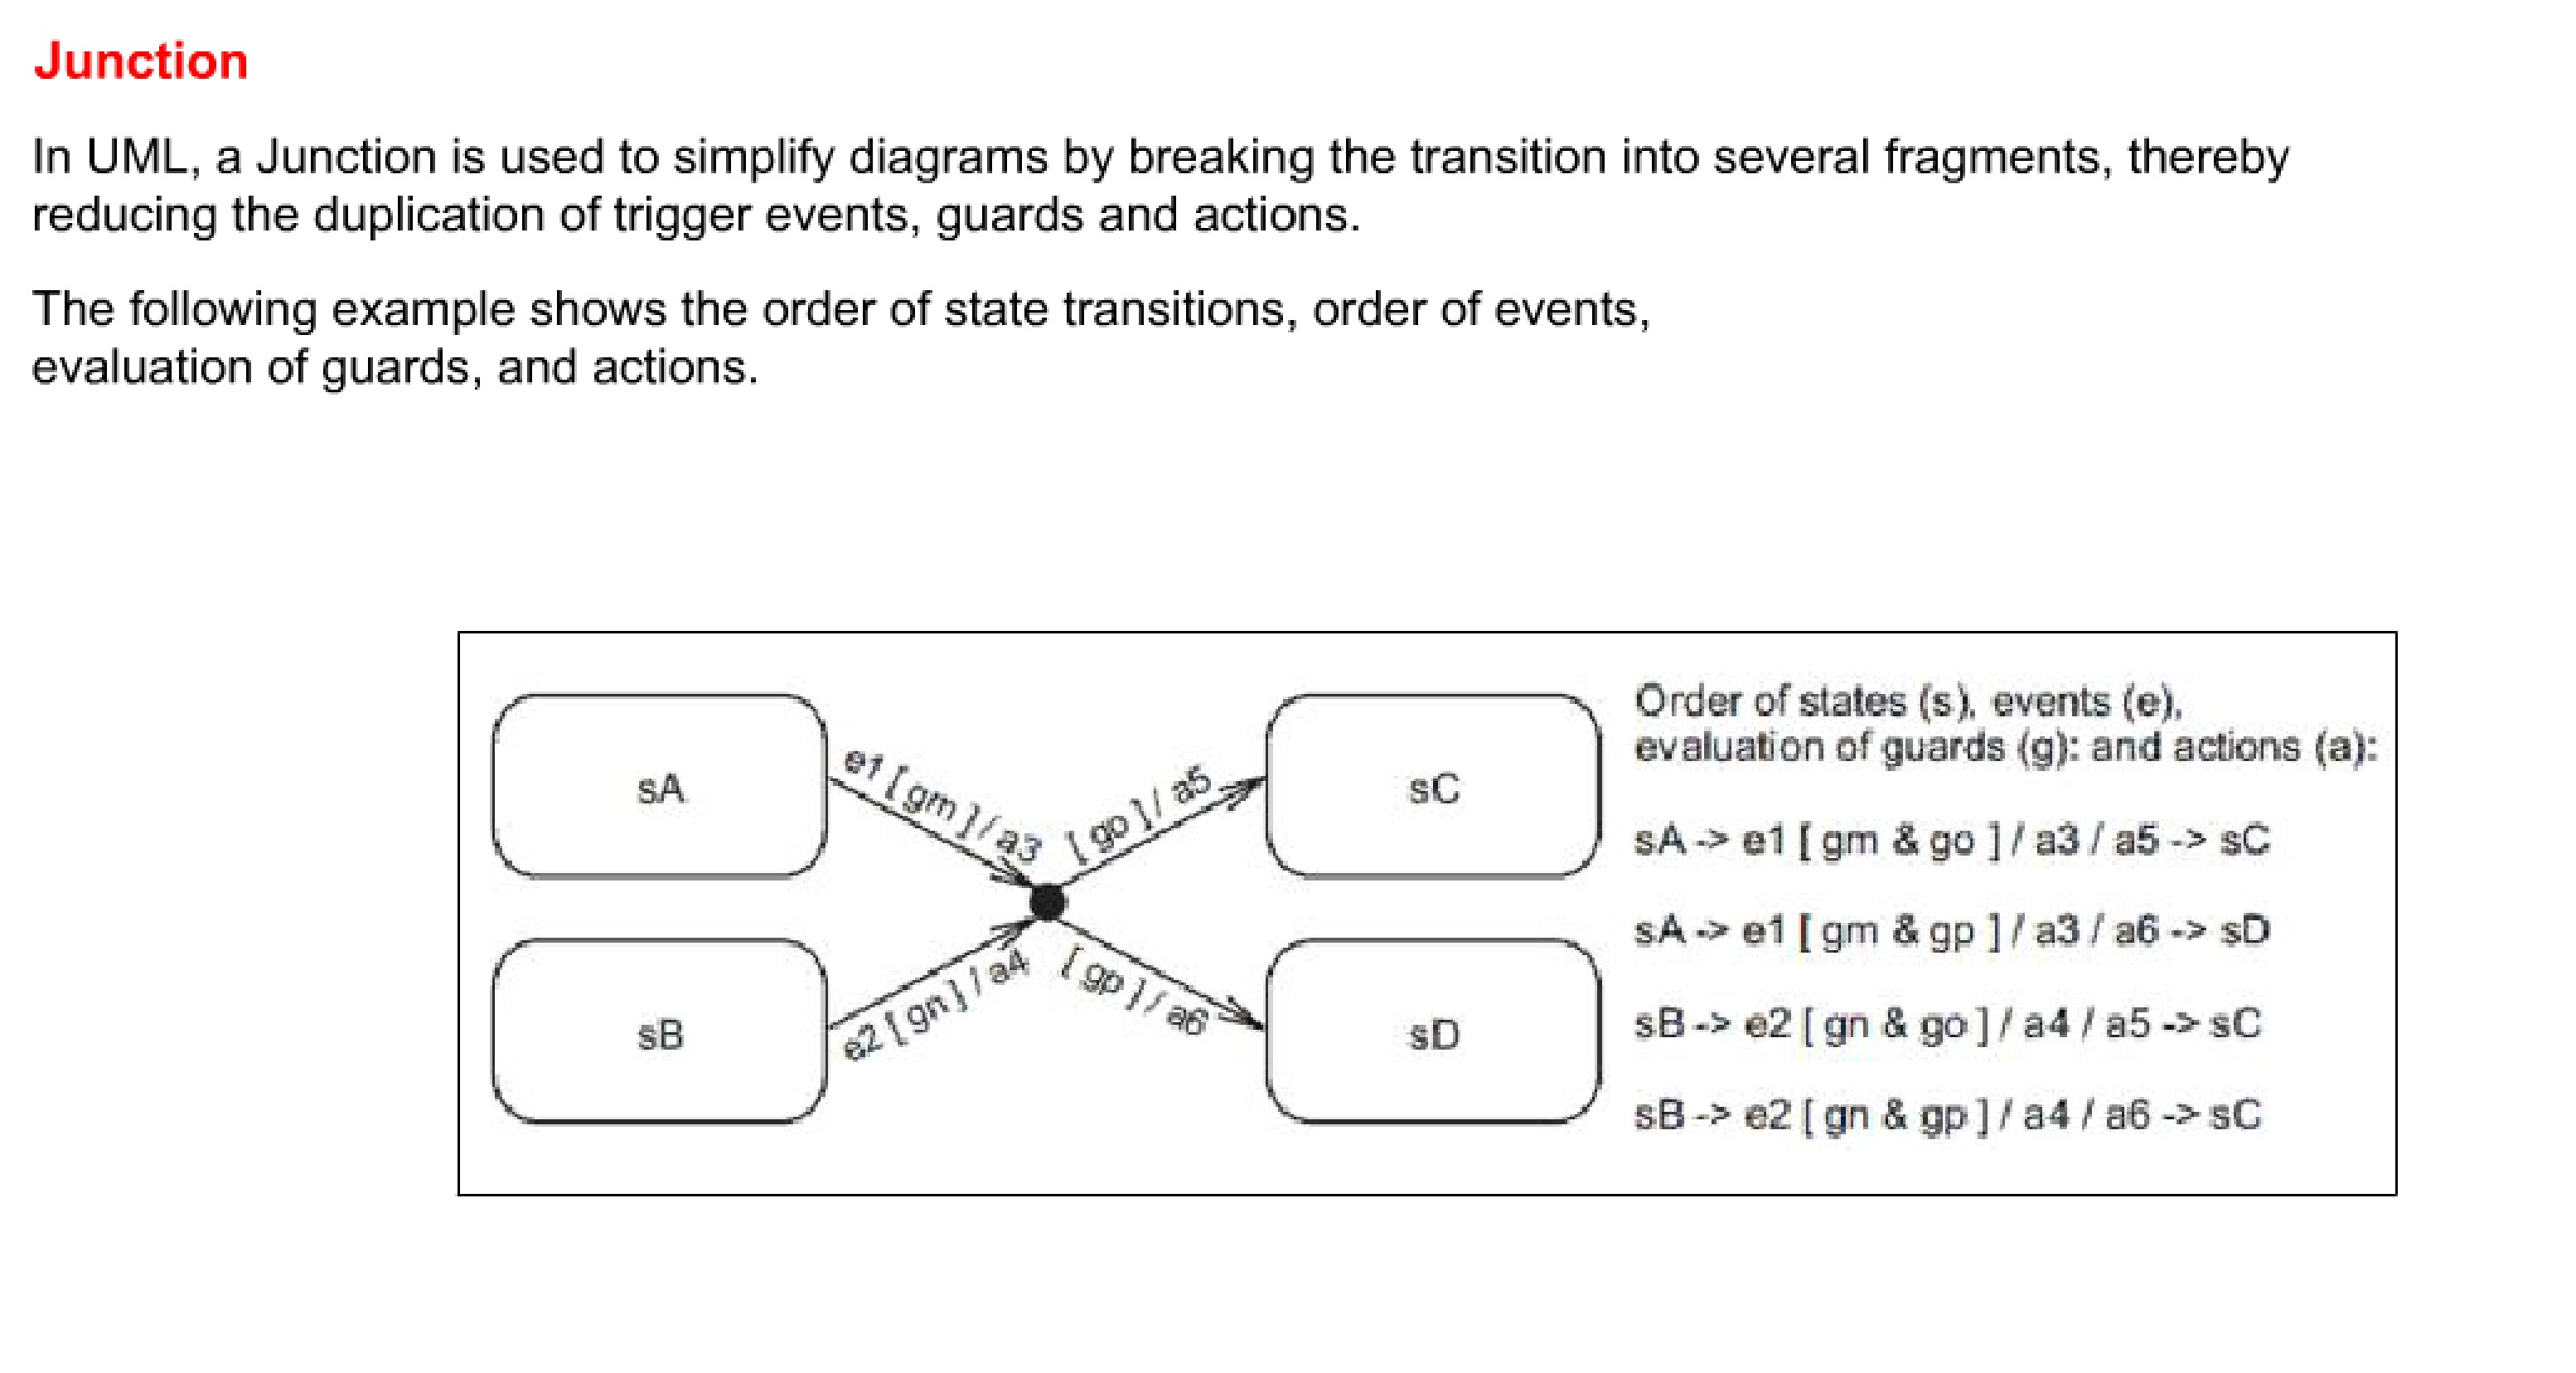 Junction
In UML, a Junction is used to simplify diagrams by breaking the transition into several fragments, thereby
reducing the duplication of trigger events, guards and actions.
The following example shows the order of state transitions, order of events,
evaluation of guards, and actions.
sA
e1 [ gm ] / a3
[ go ] / a5
sC
sB
e2 [ gn ] / a4
[ gp ] / a6
sD
Order of states (s), events (e),
evaluation of guards (g): and actions (a):
sA -> e1 [ gm & go ] / a3 / a5 -> sC
sA -> e1 [ gm & gp ] / a3 / a6 -> sD
sB -> e2 [ gn & go ] / a4 / a5 -> sC
sB -> e2 [ gn & gp ] / a4 / a6 -> sC